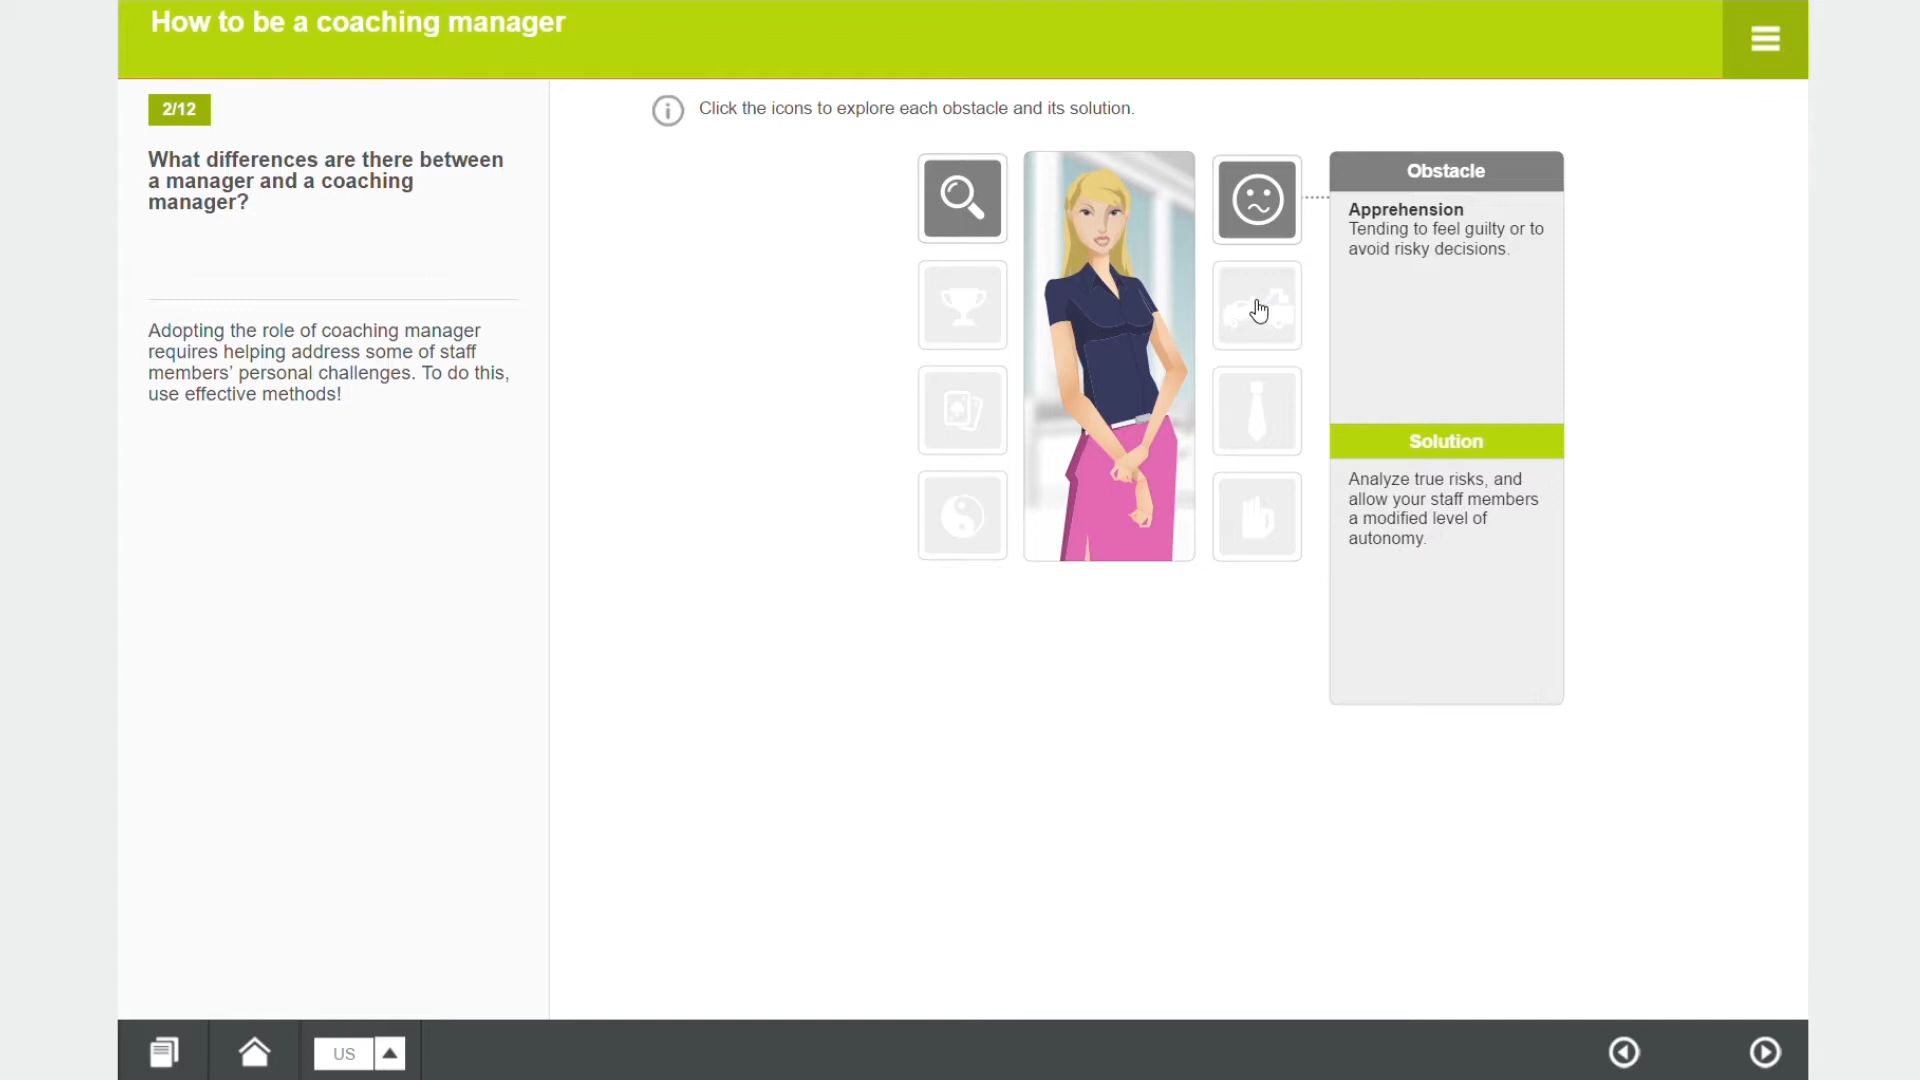 How to be a coaching manager
2/12
What differences are there between
a manager and a coaching
manager?
Adopting the role of coaching manager
requires helping address some of staff
members’ personal challenges. To do this,
use effective methods!
Click the icons to explore each obstacle and its solution.
Obstacle
Apprehension
Tending to feel guilty or to
avoid risky decisions.
Solution
Analyze true risks, and
allow your staff members
a modified level of
autonomy.
US